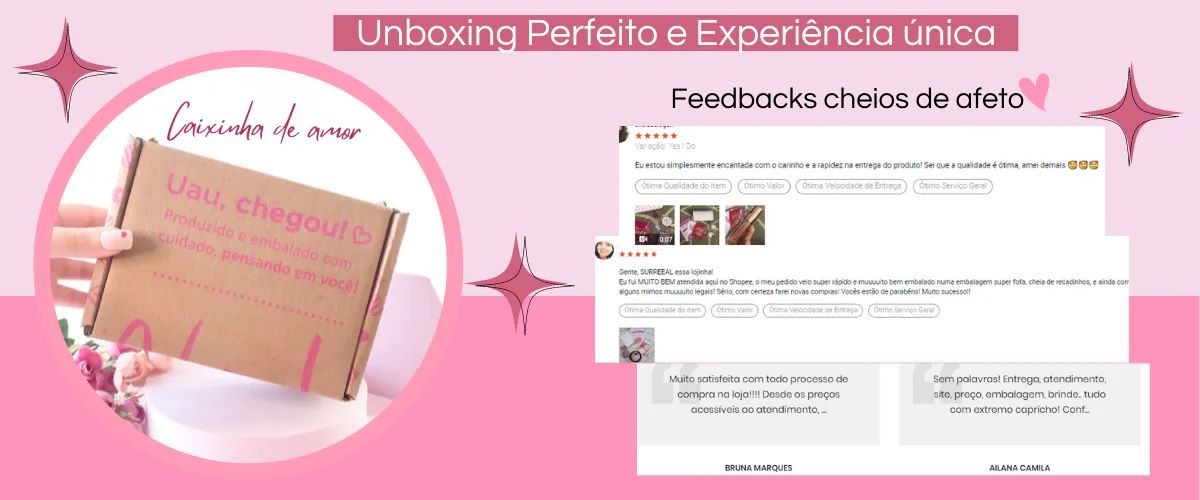 Unboxing Perfeito e Experiência única
Caixinha de amor
Uau, chegou!
Produzido e embalado com
cuidado, pensando em você!
Feedbacks cheios de afeto
Variação: Yes I Do
Eu estou simplesmente encantada com o carinho e a rapidez na entrega do produto! Sei que a qualidade é ótima, amei demais 🥰🥰🥰
Ótima Qualidade do item Ótimo Valor Ótima Velocidade de Entrega Ótimo Serviço Geral
0:07
Gente, SURREEAL essa lojinha!
Eu fui MUITO BEM atendida aqui no Shopee, o meu pedido veio super rápido e muuuuito bem embalado numa embalagem super fofa, cheia de recadinhos, e ainda com
alguns mimos muuuuito legais! Sério, com certeza farei novas compras! Vocês estão de parabéns! Muito sucesso!!
Ótima Qualidade do item Ótimo Valor Ótima Velocidade de Entrega Ótimo Serviço Geral
Muito satisfeita com todo processo de
compra na loja!!!! Desde os preços
acessíveis ao atendimento, ...
BRUNA MARQUES
Sem palavras! Entrega, atendimento,
site, preço, embalagem, brinde.. tudo
com extremo capricho! Conf...
AILANA CAMILA